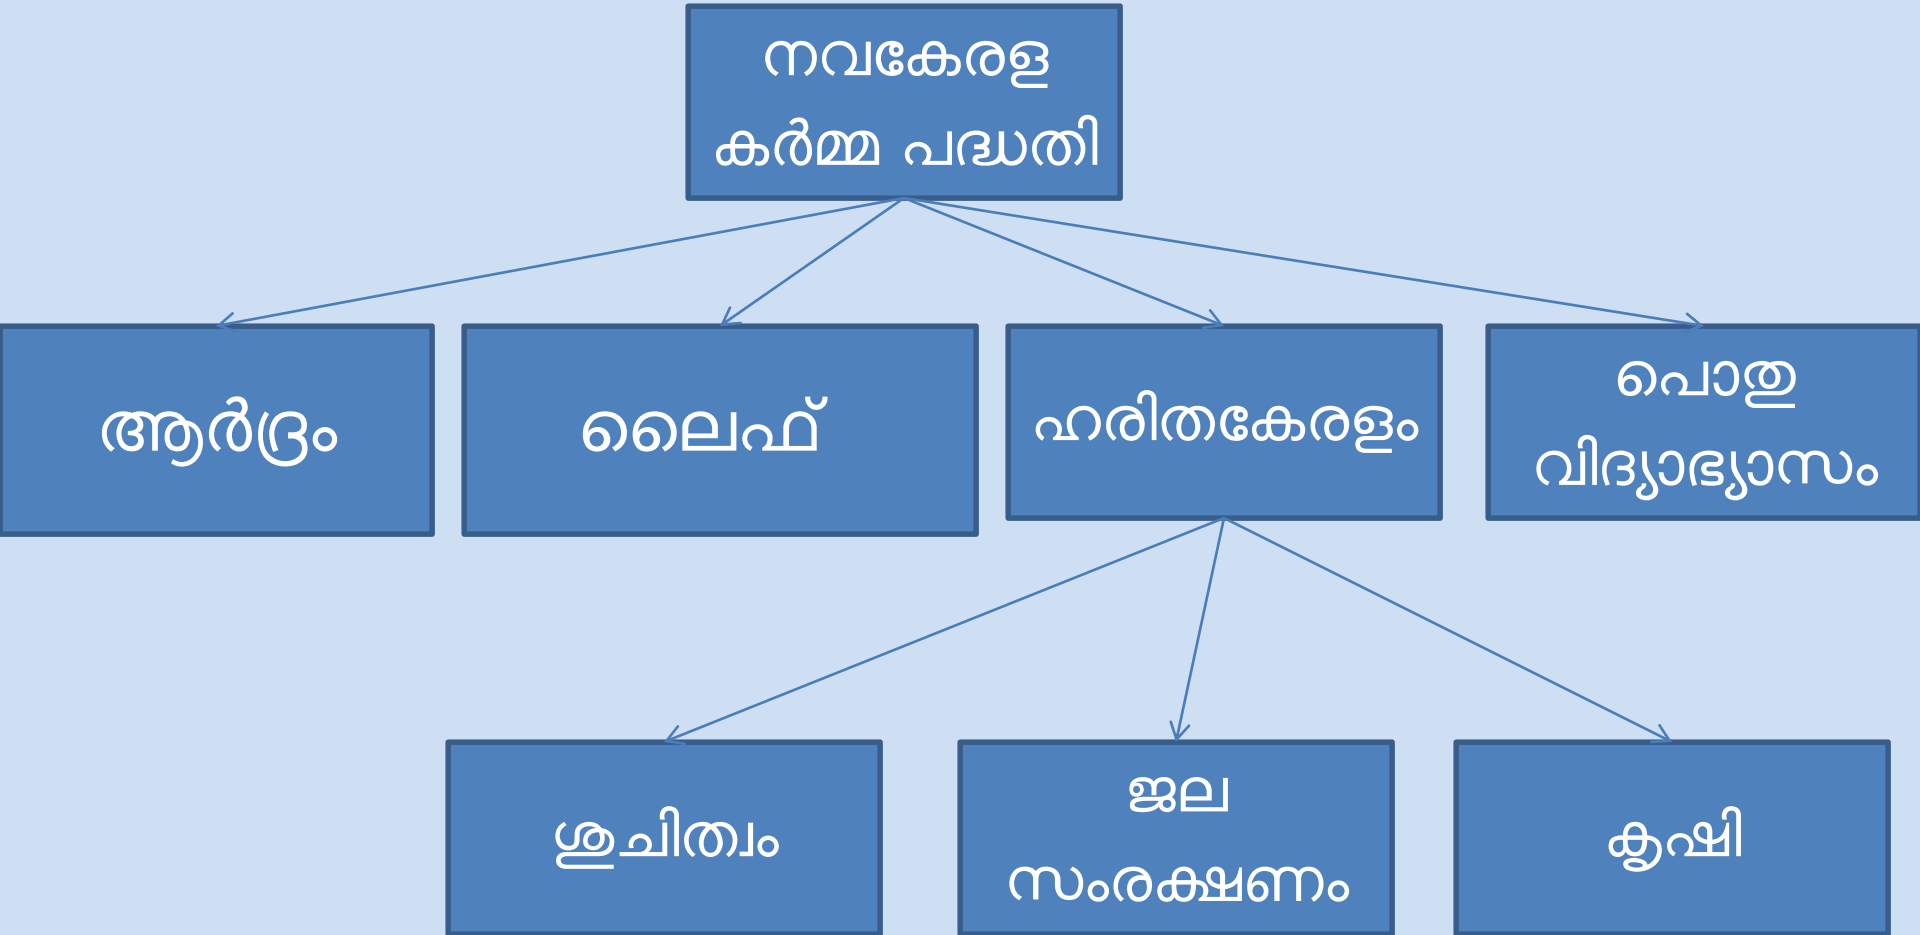 നവകേരള
കർമ്മ പദ്ധതി
ആർദ്രം
ലൈഫ്
ഹരിതകേരളം
പൊതു
വിദ്യാഭ്യാസം
ശുചിത്വം
ജല
സംരക്ഷണം
കൃഷി